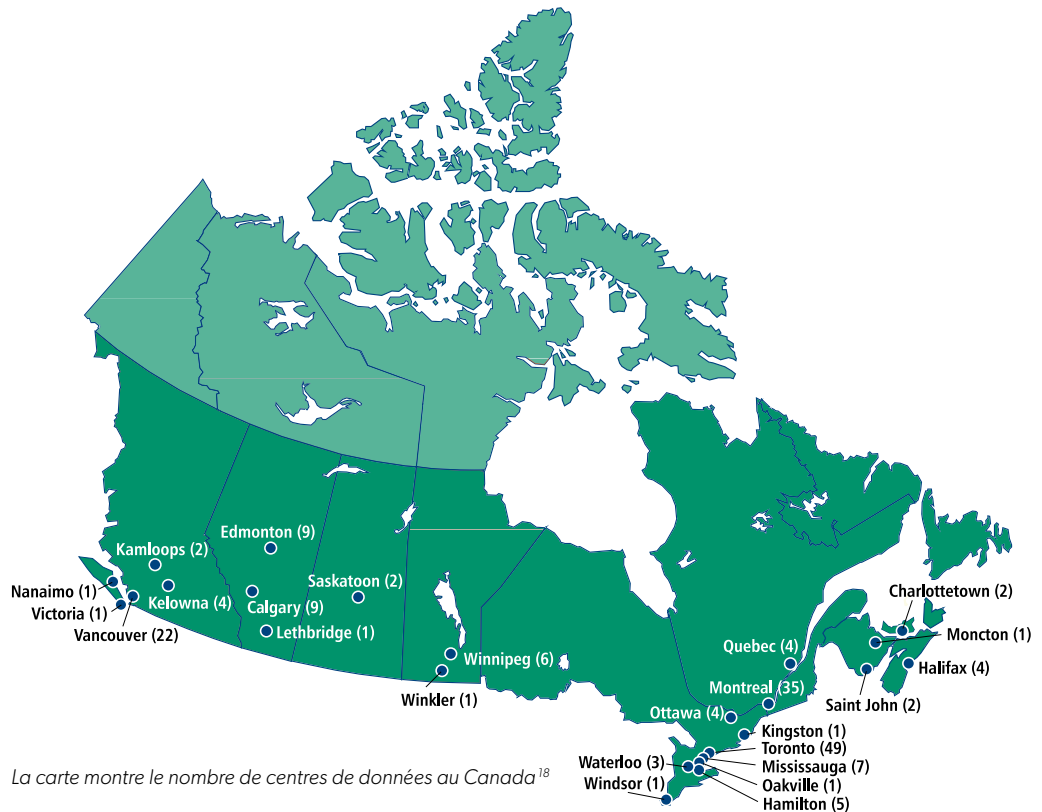 Edmonton (9)
Kamloops (2)
Saskatoon (2)
Nanaimo (1)
Kelowna (4)
Calgary (9)
Victoria (1)
Vancouver (22)
Lethbridge (1)
Winnipeg (6)
Winkler (1)
Charlottetown (2)
Moncton (1)
Quebec (4)
Halifax (4)
Montreal (35)
Saint John (2)
Ottawa (4)
Kingston (1)
Toronto (49)
Waterloo (3)
Mississauga (7)
Windsor (1)
Oakville (1)
Hamilton (5)
La carte montre le nombre de centres de données au Canada18